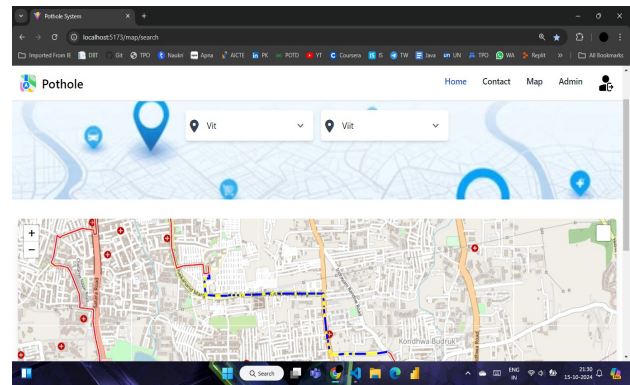 Pothole System
localhost:5173/map/search
Imported From IE DBT Git TPO Naukri Apna AICTE PK POTD YT Coursera IS TW Java UN TPO WA Replit » All Bookmarks
Pothole
Home Contact Map Admin
Vit Viit
+
−
Kondhwa Budruk
Search
ENG
IN
21:30
15-10-2024